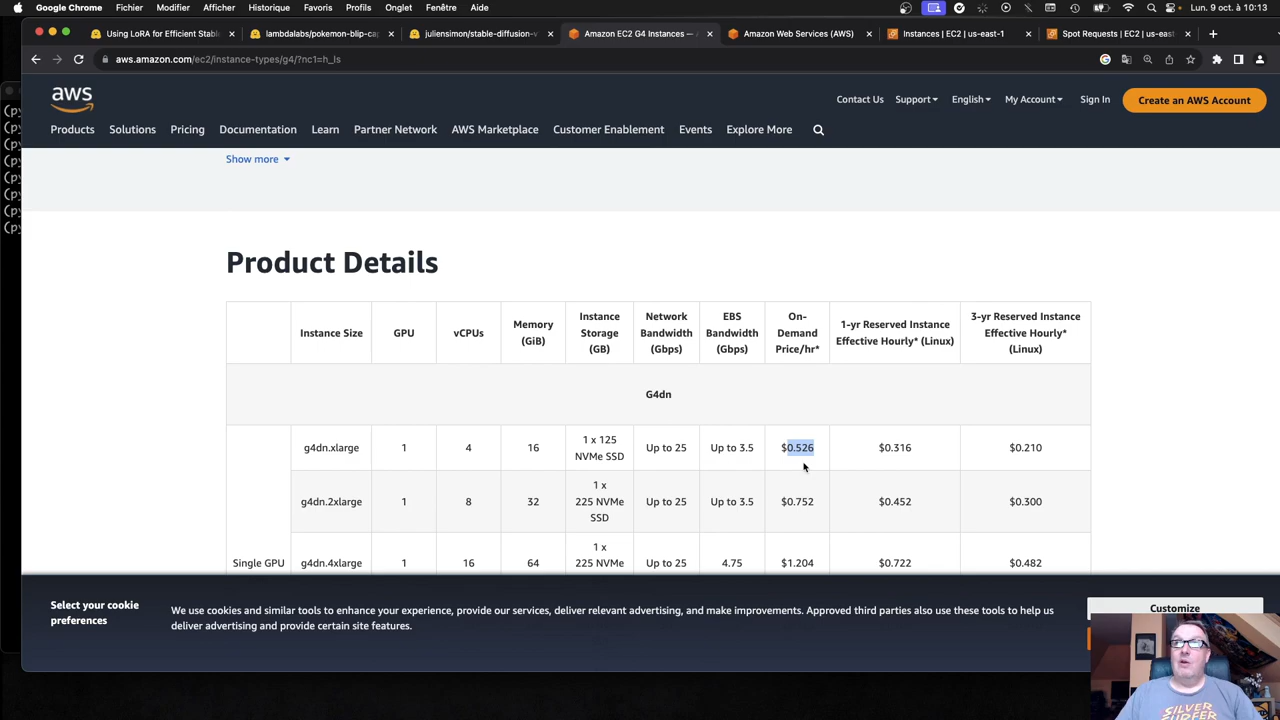 Google Chrome Fichier Modifier Afficher Historique Favoris Profils Onglet Fenêtre Aide Lun. 9 oct. à 10:13
Using LoRA for Efficient Stabl lambdalabs/pokemon-blip-cap juliensimon/stable-diffusion-v Amazon EC2 G4 Instances — Amazon Web Services (AWS) Instances | EC2 | us-east-1 Spot Requests | EC2 | us-east-
aws.amazon.com/ec2/instance-types/g4/?nc1=h_ls
aws
Contact Us Support English My Account Sign In Create an AWS Account
Products Solutions Pricing Documentation Learn Partner Network AWS Marketplace Customer Enablement Events Explore More
Show more
Product Details
Instance Size GPU vCPUs Memory (GiB) Instance Storage (GB) Network Bandwidth (Gbps) EBS Bandwidth (Gbps) On-Demand Price/hr* 1-yr Reserved Instance Effective Hourly* (Linux) 3-yr Reserved Instance Effective Hourly* (Linux)
G4dn
g4dn.xlarge 1 4 16 1 x 125 NVMe SSD Up to 25 Up to 3.5 $0.526 $0.316 $0.210
g4dn.2xlarge 1 8 32 1 x 225 NVMe SSD Up to 25 Up to 3.5 $0.752 $0.452 $0.300
Single GPU g4dn.4xlarge 1 16 64 1 x 225 NVMe Up to 25 4.75 $1.204 $0.722 $0.482
Select your cookie preferences
We use cookies and similar tools to enhance your experience, provide our services, deliver relevant advertising, and make improvements. Approved third parties also use these tools to help us
deliver advertising and provide certain site features.
Customize
SILVER
SURFER
(py
(py
(py
(py
(py
(py
(py
(py